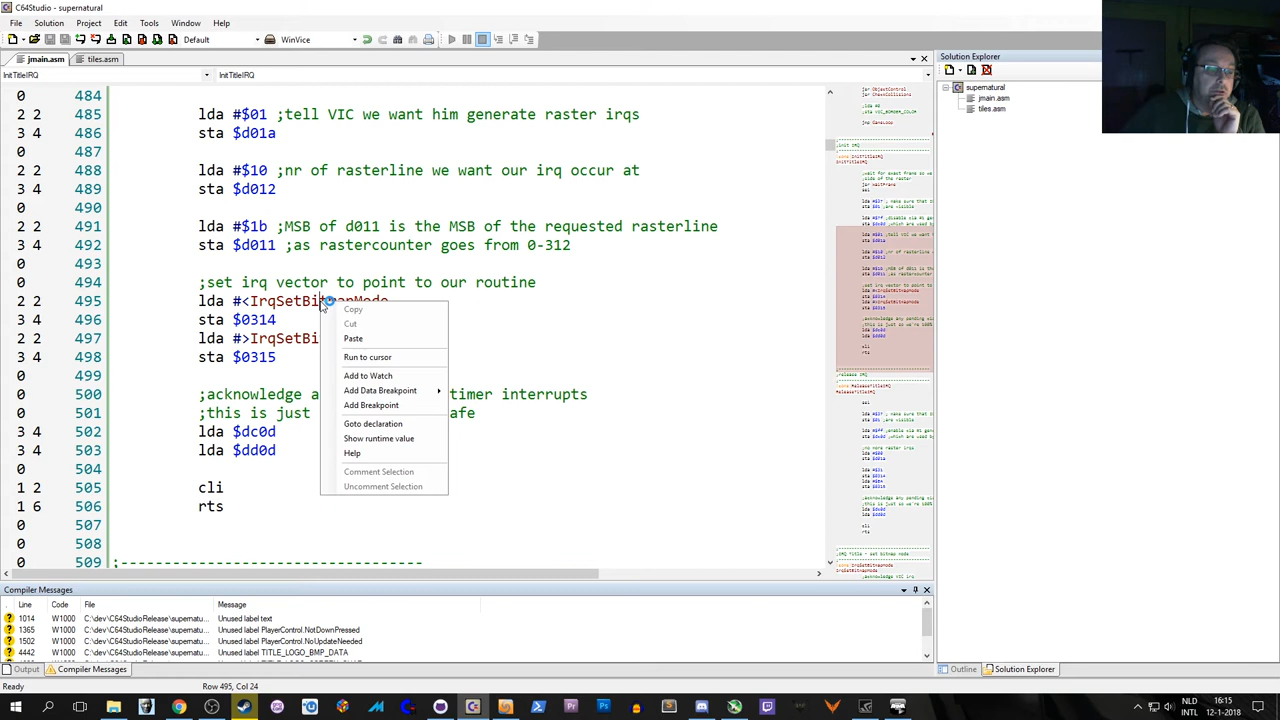 C64Studio - supernatural
File Solution Project Edit Tools Window Help
Default WinVice
jmain.asm tiles.asm
InitTitleIRQ InitTitleIRQ
0 484
2 2 485 lda #$01 ;tell VIC we want him generate raster irqs
3 4 486 sta $d01a
0 487
2 2 488 lda #$10 ;nr of rasterline we want our irq occur at
3 4 489 sta $d012
0 490
2 2 491 lda #$1b ;MSB of d011 is the MSB of the requested rasterline
3 4 492 sta $d011 ;as rastercounter goes from 0-312
0 493
0 494 ;set irq vector to point to our routine
2 2 495 lda #<IrqSetBitmapMode
3 4 496 sta $0314
2 2 497 lda #>IrqSetBi
3 4 498 sta $0315
0 499
0 500 ;acknowledge a timer interrupts
0 501 ;this is just afe
3 4 502 lda $dc0d
3 4 503 lda $dd0d
0 504
1 2 505 cli
1 6 506 rts
0 507
0 508
0 509 ;-----------------------------------
Copy
Cut
Paste
Run to cursor
Add to Watch
Add Data Breakpoint
Add Breakpoint
Goto declaration
Show runtime value
Help
Comment Selection
Uncomment Selection
Solution Explorer
supernatural
jmain.asm
tiles.asm
Compiler Messages
Line Code File Message
1014 W1000 C:\dev\C64StudioRelease\supernatu... Unused label text
1365 W1000 C:\dev\C64StudioRelease\supernatu... Unused label PlayerControl.NotDownPressed
1502 W1000 C:\dev\C64StudioRelease\supernatu... Unused label PlayerControl.NoUpdateNeeded
4442 W1000 C:\dev\C64StudioRelease\supernatu... Unused label TITLE_LOGO_BMP_DATA
Output Compiler Messages
Outline Solution Explorer
Ready Row 495, Col 24
NLD 16:15
INTL 12-1-2018